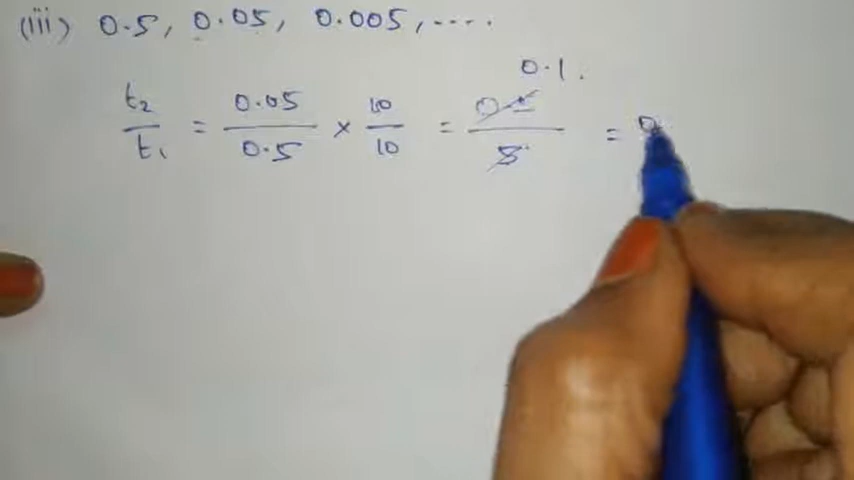 (iii) 0.5, 0.05, 0.005, ....
0.1.
t₂/t₁ = 0.05/0.5 × 10/10 = 0.5/5 = 0